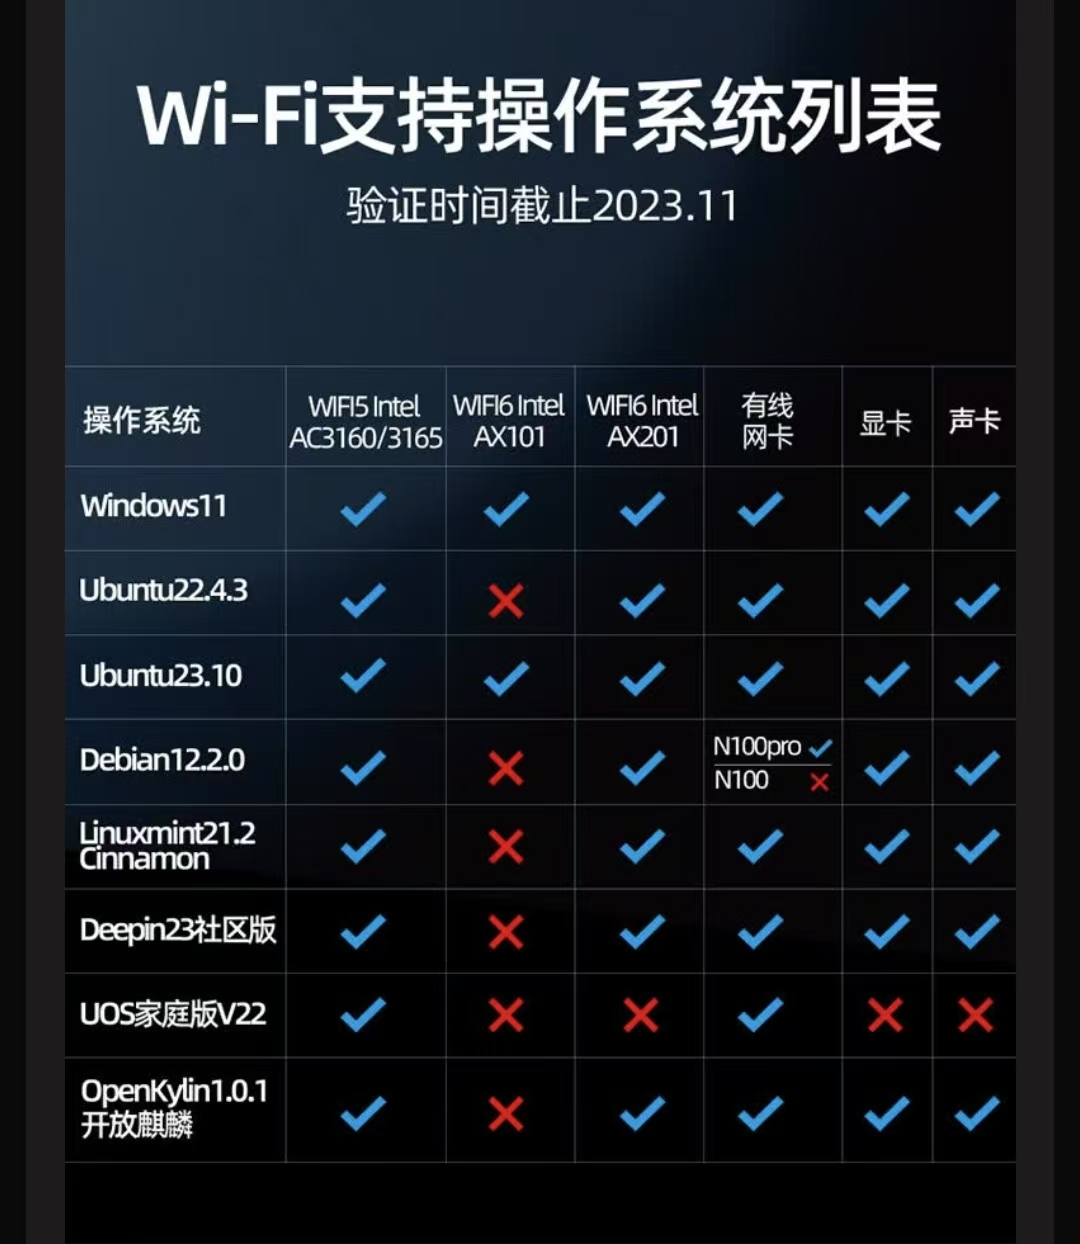 Wi-Fi支持操作系统列表
验证时间截止2023.11
操作系统
WIFI5 Intel
AC3160/3165
WIFI6 Intel
AX101
WIFI6 Intel
AX201
有线
网卡
显卡
声卡
Windows11
Ubuntu22.4.3
Ubuntu23.10
Debian12.2.0
N100pro
N100
Linuxmint21.2
Cinnamon
Deepin23社区版
UOS家庭版V22
OpenKylin1.0.1
开放麒麟